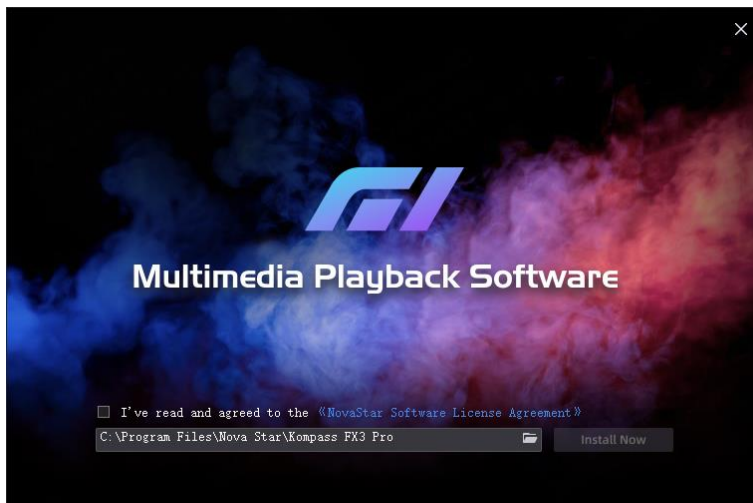 Multimedia Playback Software
I've read and agreed to the 《NovaStar Software License Agreement》
C:\Program Files\Nova Star\Kompass FX3 Pro
Install Now